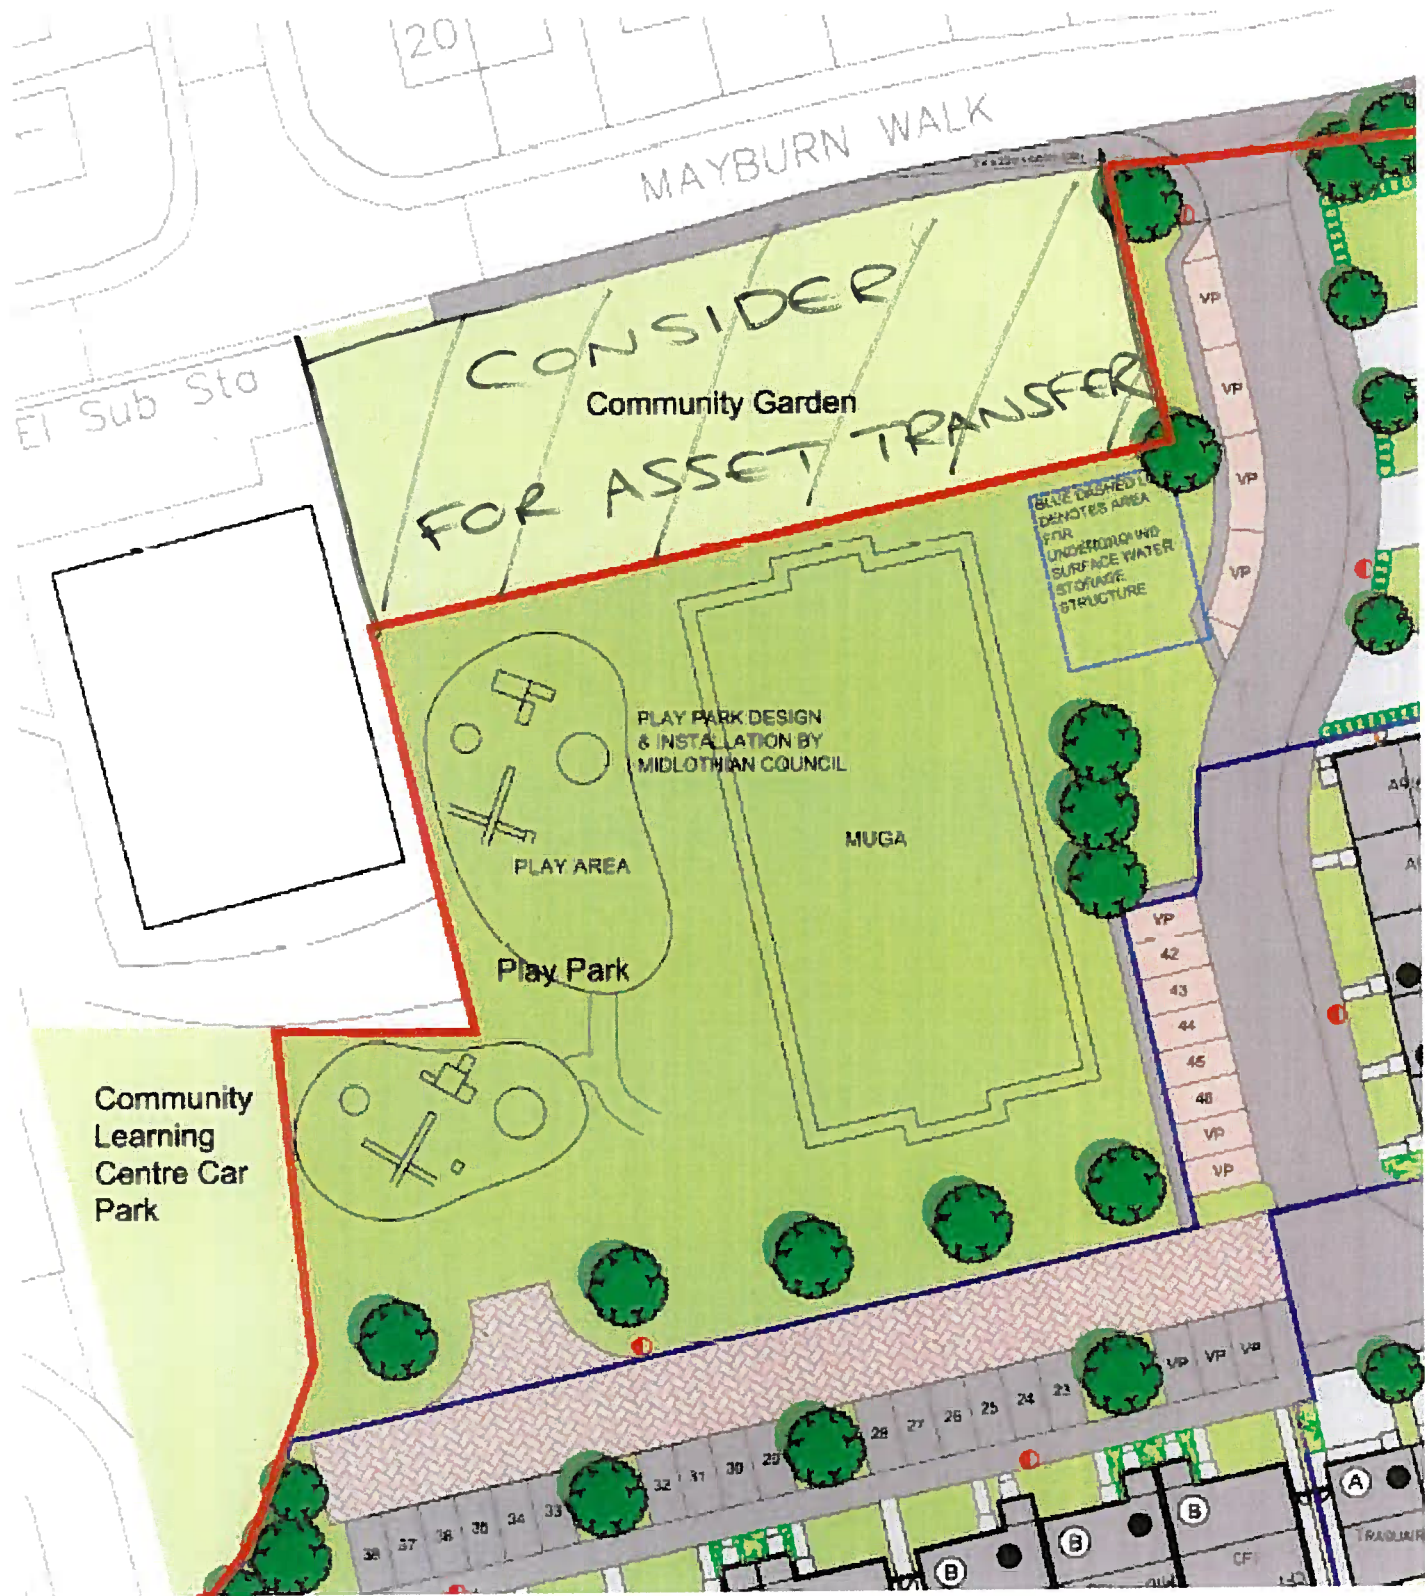 20
1
MAYBURN WALK
El Sub Sta
CONSIDER
Community Garden
FOR ASSET TRANSFER
VP
VP
VP
VP
BLUE DASHED
DENOTES AREA
FOR
UNDERGROUND
SURFACE WATER
STORAGE
STRUCTURE
PLAY PARK DESIGN
& INSTALLATION BY
MIDLOTHIAN COUNCIL
MUGA
PLAY AREA
Play Park
VP
42
43
44
45
46
VP
VP
Community
Learning
Centre Car
Park
VP VP VP
28 27 26 25 24 23
32 31 30 29
37 36 35 34 33
A
B
B
B